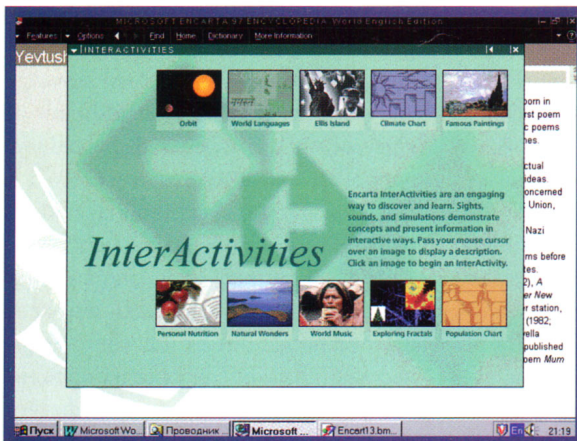 MICROSOFT ENCARTA 97 ENCYCLOPEDIA World English Edition
Features Options Find Home Dictionary More Information
Yevtush
INTERACTIVITIES
Orbit World Languages Ellis Island Climate Chart Famous Paintings
orn in
rst poem
c poems
nes.
ctual
ideas.
Encarta InterActivities are an engaging
way to discover and learn. Sights,
sounds, and simulations demonstrate
concepts and present information in
interactive ways. Pass your mouse cursor
over an image to display a description.
Click an image to begin an InterActivity.
oncerned
Union,
Nazi
ms before
tes.
InterActivities
2), A
er New
r station,
(1982;
vella
published
oem Mum
Personal Nutrition Natural Wonders World Music Exploring Fractals Population Chart
Пуск Microsoft Wo... Проводник Microsoft ... Encart13.bm... En 21:19